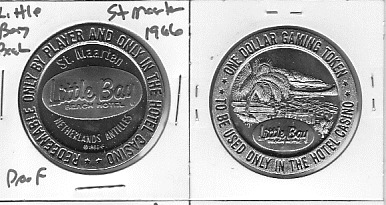 Little
Bay
St Marten
1966
Proof
REDEEMABLE ONLY BY PLAYER AND ONLY IN THE HOTEL CASINO
St. Maarten
Little Bay
BEACH HOTEL
NETHERLANDS ANTILLES
ONE DOLLAR GAMING TOKEN
Little Bay
BEACH HOTEL
TO BE USED ONLY IN THE HOTEL CASINO